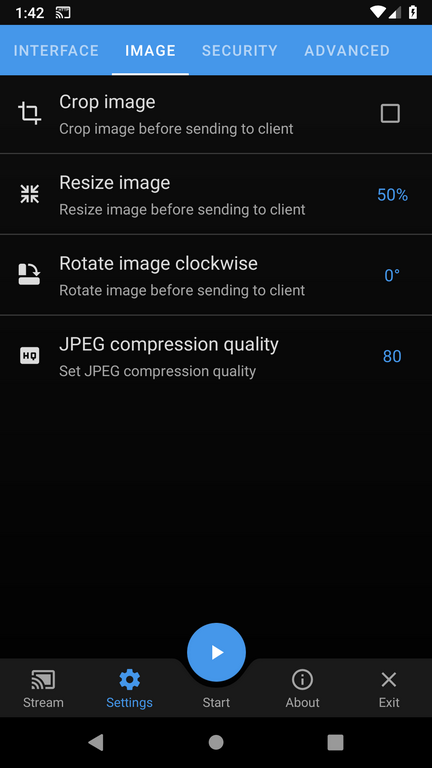 1:42
INTERFACE IMAGE SECURITY ADVANCED
Crop image
Crop image before sending to client
Resize image
Resize image before sending to client
50%
Rotate image clockwise
Rotate image before sending to client
0°
HQ
JPEG compression quality
Set JPEG compression quality
80
Stream Settings Start About Exit